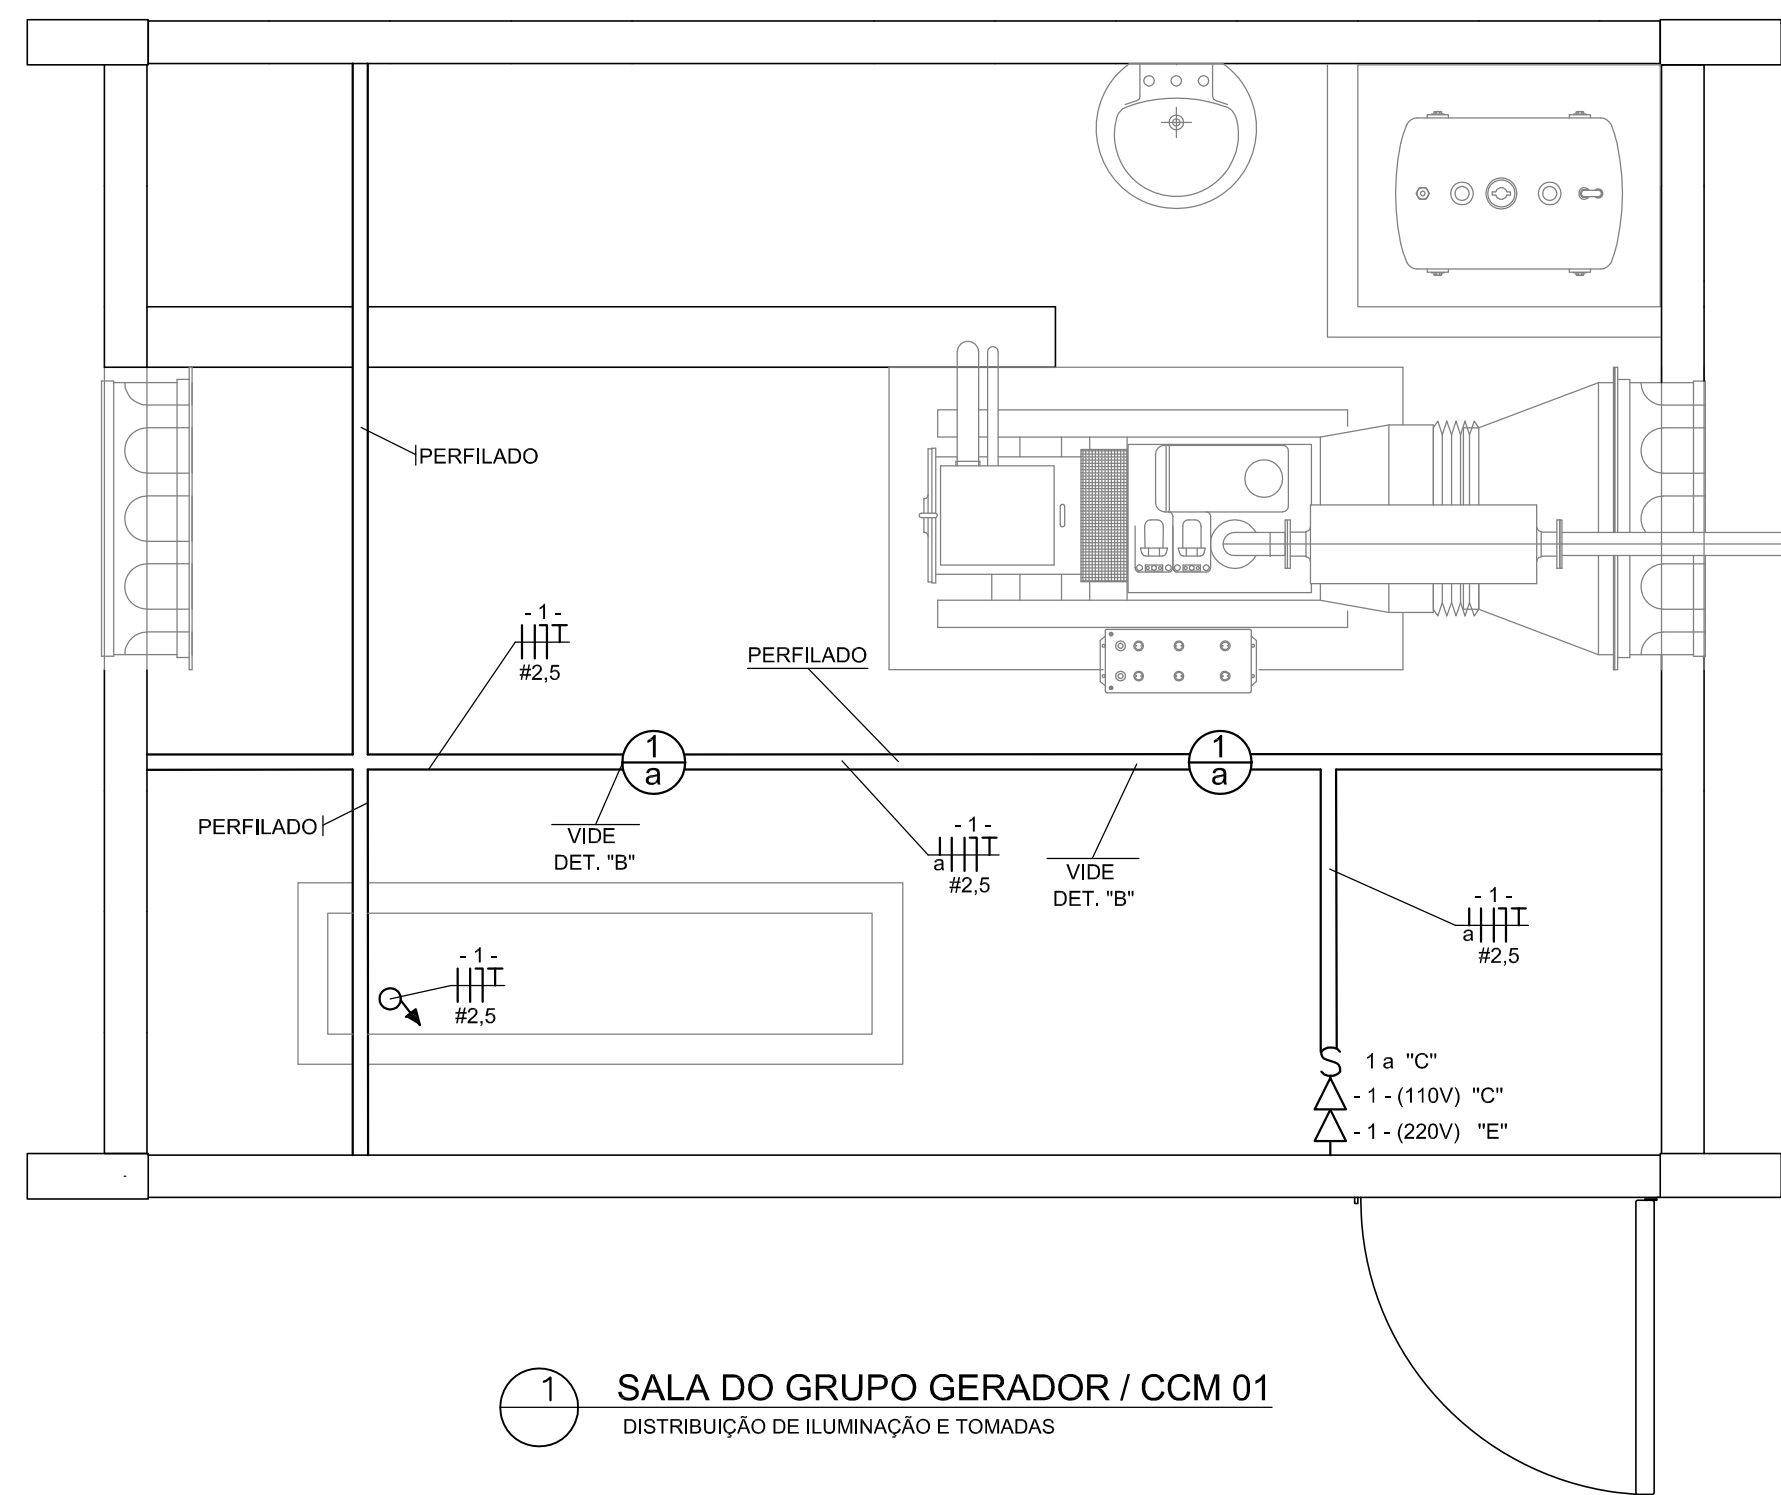 PERFILADO
- 1 -
#2,5
PERFILADO
1
a
1
a
PERFILADO
VIDE
DET. "B"
- 1 -
a
#2,5
VIDE
DET. "B"
- 1 -
a
#2,5
- 1 -
#2,5
S
1 a "C"
- 1 - (110V) "C"
- 1 - (220V) "E"
1
SALA DO GRUPO GERADOR / CCM 01
DISTRIBUIÇÃO DE ILUMINAÇÃO E TOMADAS